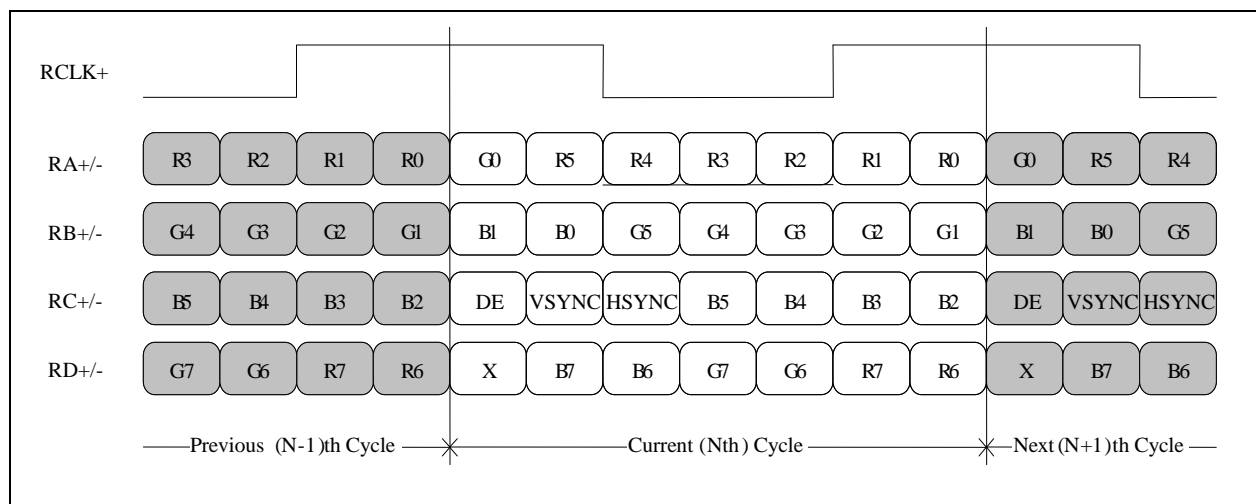 RCLK+
RA+/- R3 R2 R1 R0 G0 R5 R4 R3 R2 R1 R0 G0 R5 R4
RB+/- G4 G3 G2 G1 B1 B0 G5 G4 G3 G2 G1 B1 B0 G5
RC+/- B5 B4 B3 B2 DE VSYNC HSYNC B5 B4 B3 B2 DE VSYNC HSYNC
RD+/- G7 G6 R7 R6 X B7 B6 G7 G6 R7 R6 X B7 B6
Previous (N-1)th Cycle Current (Nth) Cycle Next (N+1)th Cycle